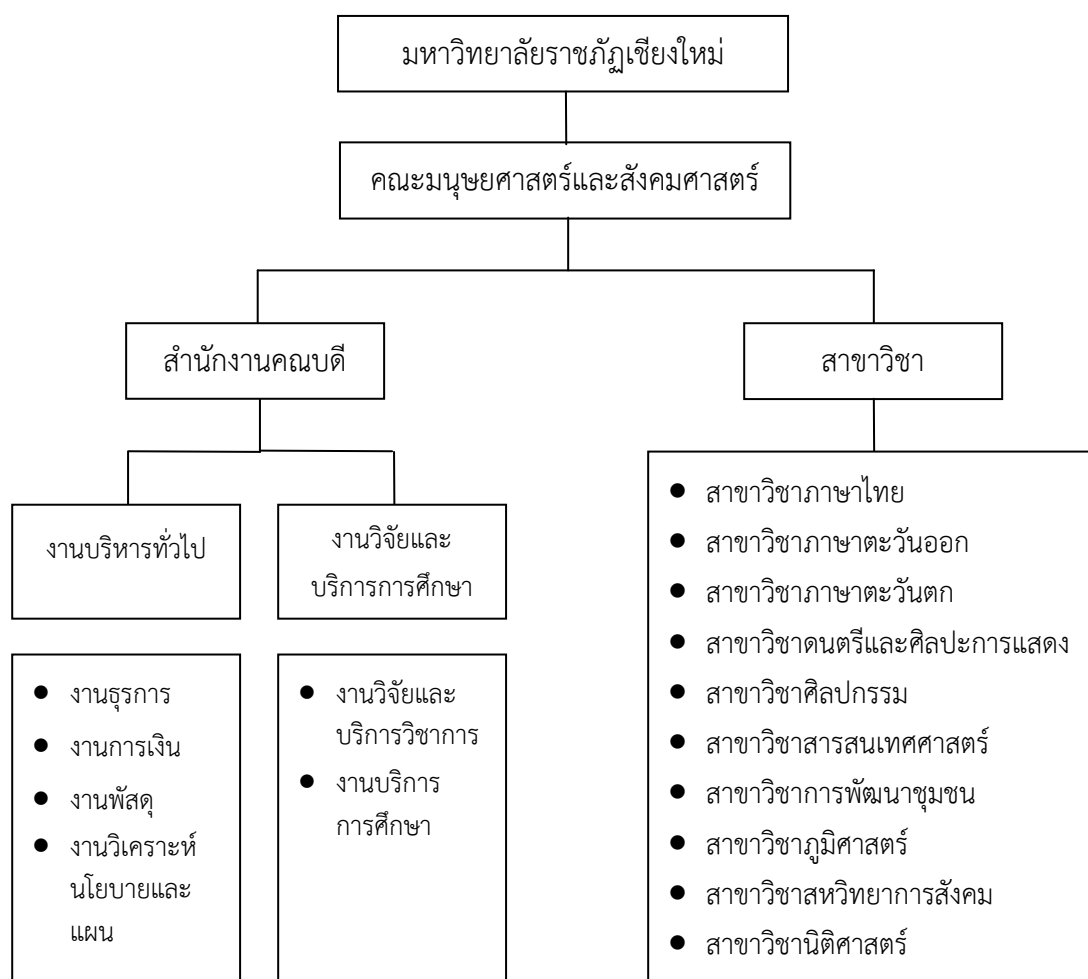 มหาวิทยาลัยราชภัฏเชียงใหม่
คณะมนุษยศาสตร์และสังคมศาสตร์
สำนักงานคณบดี
สาขาวิชา
งานบริหารทั่วไป
งานวิจัยและ
บริการการศึกษา
● งานธุรการ
● งานการเงิน
● งานพัสดุ
● งานวิเคราะห์
นโยบายและ
แผน
● งานวิจัยและ
บริการวิชาการ
● งานบริการ
การศึกษา
● สาขาวิชาภาษาไทย
● สาขาวิชาภาษาตะวันออก
● สาขาวิชาภาษาตะวันตก
● สาขาวิชาดนตรีและศิลปะการแสดง
● สาขาวิชาศิลปกรรม
● สาขาวิชาสารสนเทศศาสตร์
● สาขาวิชาการพัฒนาชุมชน
● สาขาวิชาภูมิศาสตร์
● สาขาวิชาสหวิทยาการสังคม
● สาขาวิชานิติศาสตร์